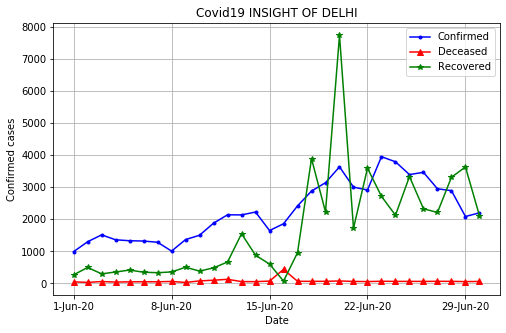 Covid19 INSIGHT OF DELHI
Confirmed
Deceased
Recovered
Confirmed cases
8000
7000
6000
5000
4000
3000
2000
1000
0
1-Jun-20 8-Jun-20 15-Jun-20 22-Jun-20 29-Jun-20
Date